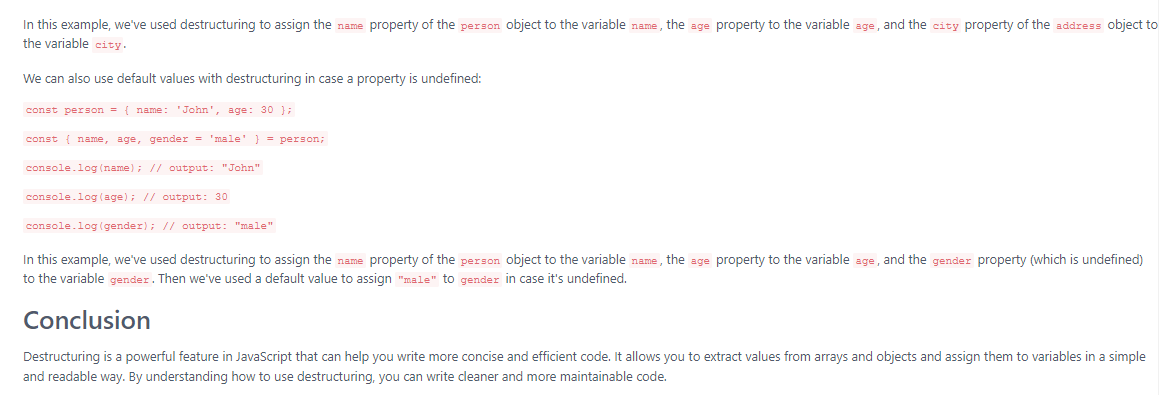 In this example, we've used destructuring to assign the name property of the person object to the variable name, the age property to the variable age, and the city property of the address object to
the variable city.
We can also use default values with destructuring in case a property is undefined:
const person = { name: 'John', age: 30 };
const { name, age, gender = 'male' } = person;
console.log(name); // output: "John"
console.log(age); // output: 30
console.log(gender); // output: "male"
In this example, we've used destructuring to assign the name property of the person object to the variable name, the age property to the variable age, and the gender property (which is undefined)
to the variable gender. Then we've used a default value to assign "male" to gender in case it's undefined.
Conclusion
Destructuring is a powerful feature in JavaScript that can help you write more concise and efficient code. It allows you to extract values from arrays and objects and assign them to variables in a simple
and readable way. By understanding how to use destructuring, you can write cleaner and more maintainable code.